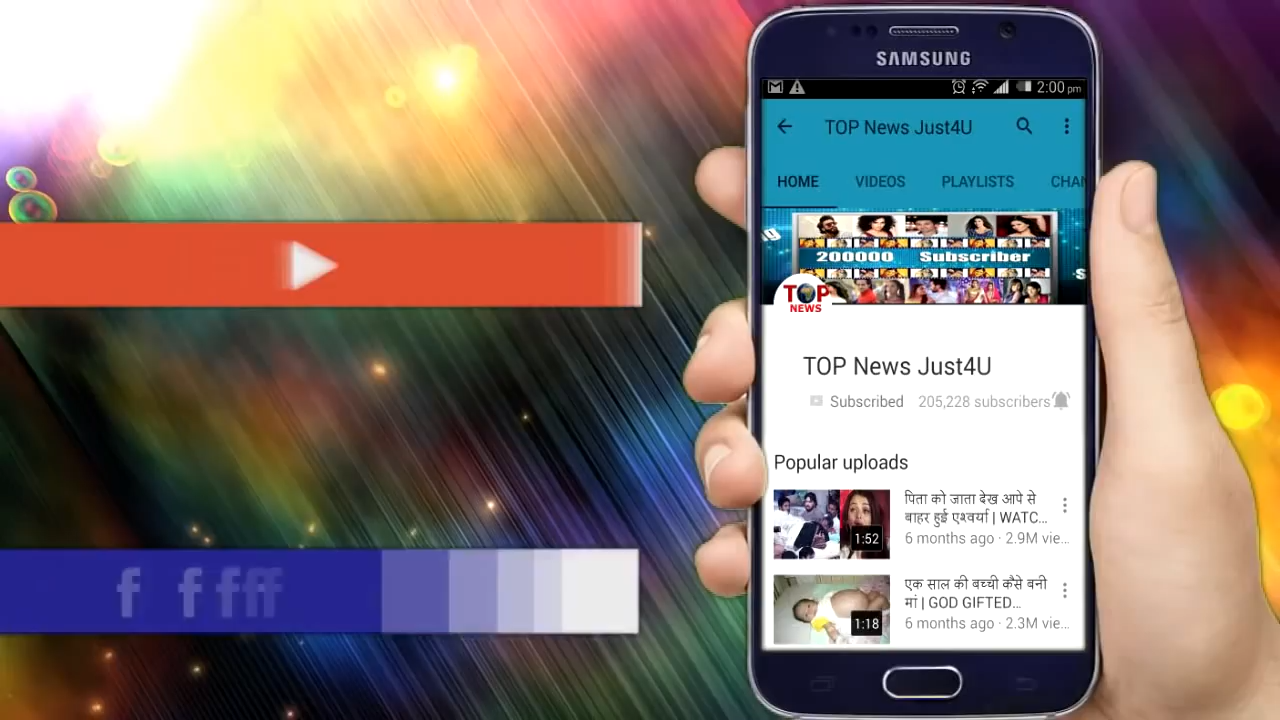 SAMSUNG
2:00 pm
TOP News Just4U
HOME VIDEOS PLAYLISTS CHAN
200000 Subscriber
TOP
NEWS
TOP News Just4U
Subscribed 205,228 subscribers
Popular uploads
पिता को जाता देख आपे से
बाहर हुई एश्वर्या | WATC...
6 months ago · 2.9M vie...
1:52
एक साल की बच्ची कैसे बनी
मां | GOD GIFTED...
6 months ago · 2.3M vie...
1:18
f f fff